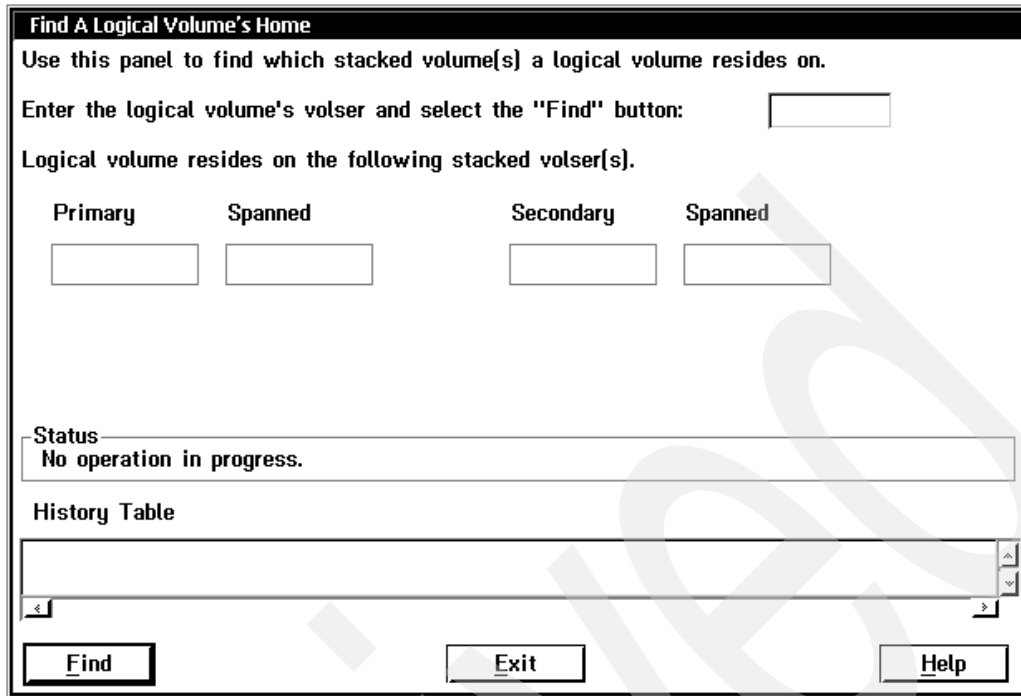 Find A Logical Volume's Home
Use this panel to find which stacked volume(s) a logical volume resides on.
Enter the logical volume's volser and select the "Find" button:
Logical volume resides on the following stacked volser(s).
Primary Spanned Secondary Spanned
Status
No operation in progress.
History Table
Find Exit Help